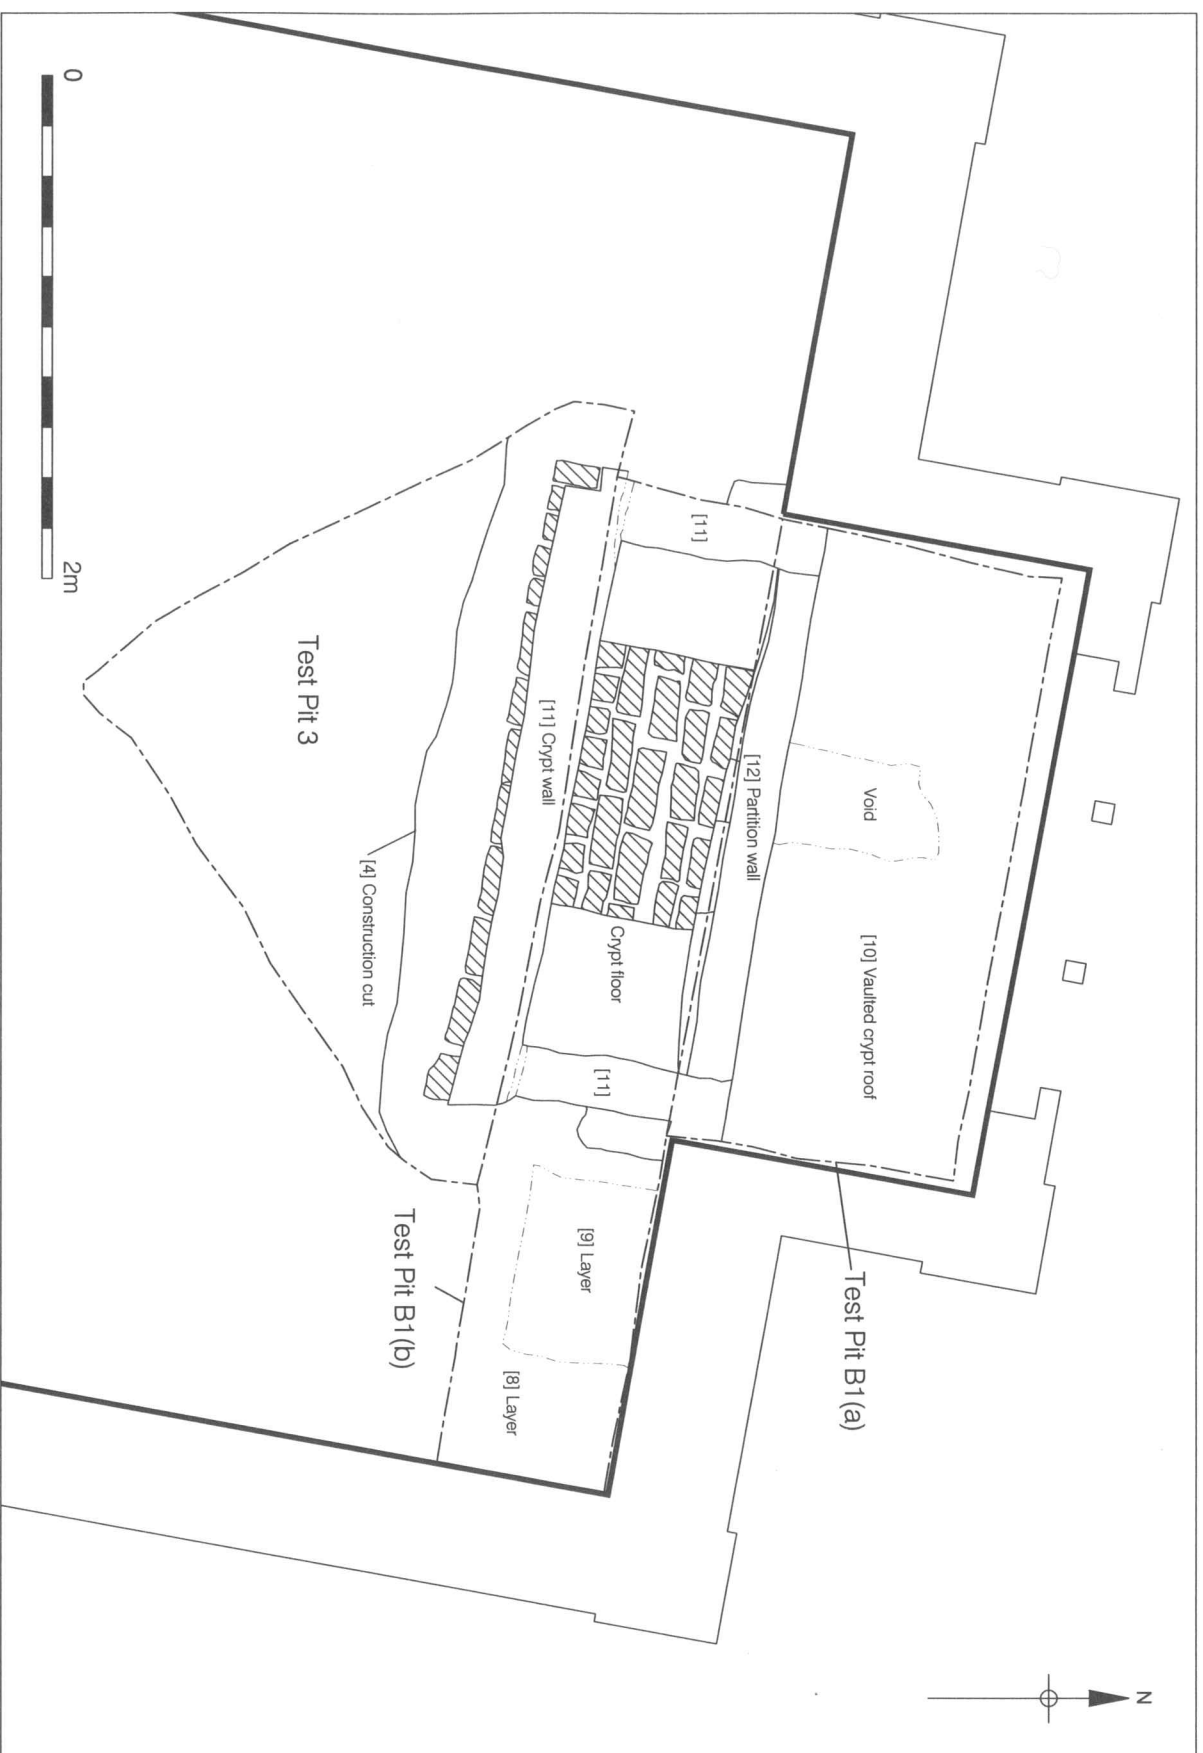 0
2m
Test Pit 3
[4] Construction cut
[11] Crypt wall
[11]
[12] Partition wall
Void
[10] Vaulted crypt roof
Crypt floor
[11]
[9] Layer
[8] Layer
Test Pit B1(b)
Test Pit B1(a)
N